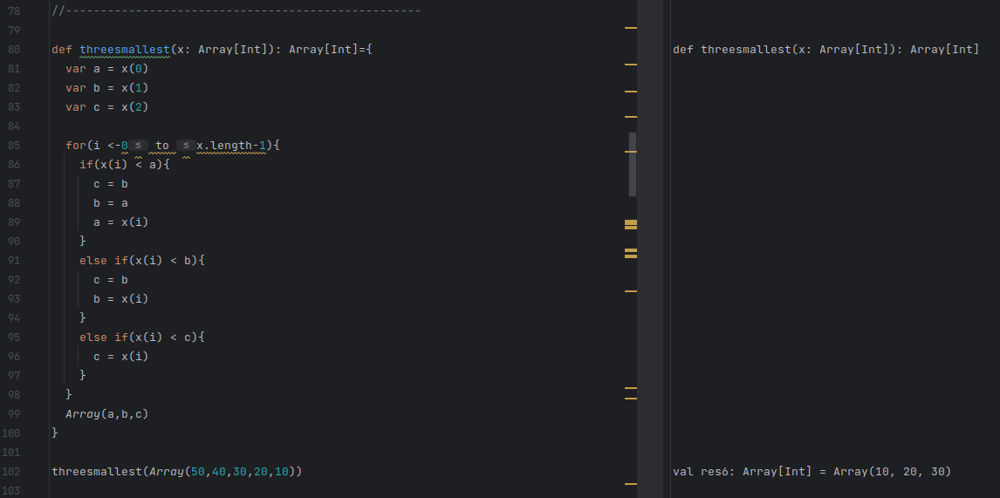 78 //---------------------------------------------------
79
80 def threesmallest(x: Array[Int]): Array[Int]={ def threesmallest(x: Array[Int]): Array[Int]
81 var a = x(0)
82 var b = x(1)
83 var c = x(2)
84
85 for(i <-0 ≤ to ≤ x.length-1){
86 if(x(i) < a){
87 c = b
88 b = a
89 a = x(i)
90 }
91 else if(x(i) < b){
92 c = b
93 b = x(i)
94 }
95 else if(x(i) < c){
96 c = x(i)
97 }
98 }
99 Array(a,b,c)
100 }
101
102 threesmallest(Array(50,40,30,20,10)) val res6: Array[Int] = Array(10, 20, 30)
103